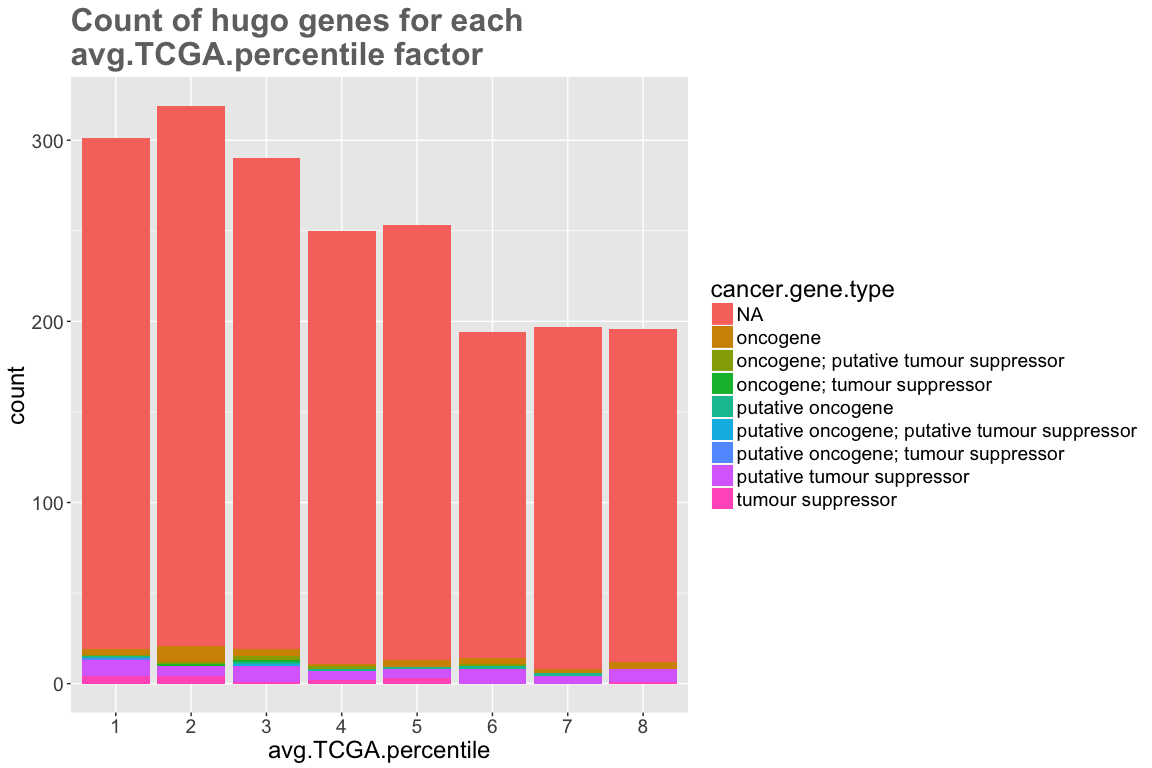 Count of hugo genes for each
avg.TCGA.percentile factor
count
300
200
100
0
1 2 3 4 5 6 7 8
avg.TCGA.percentile
cancer.gene.type
NA
oncogene
oncogene; putative tumour suppressor
oncogene; tumour suppressor
putative oncogene
putative oncogene; putative tumour suppressor
putative oncogene; tumour suppressor
putative tumour suppressor
tumour suppressor